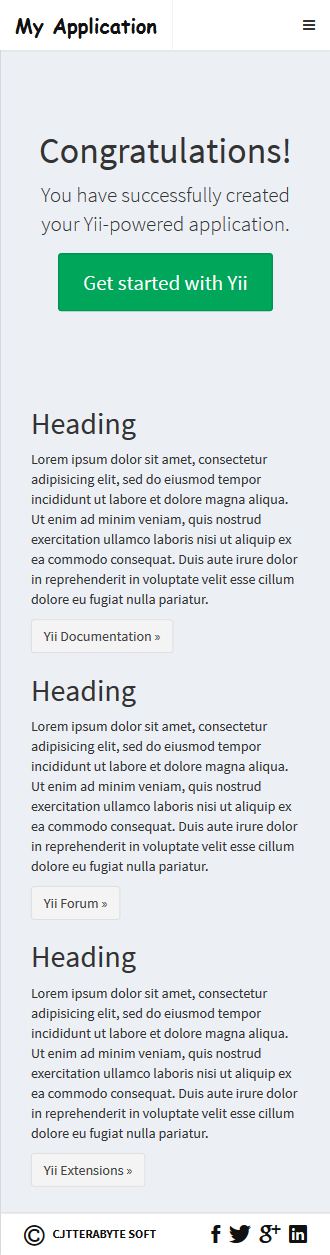 My Application
Congratulations!
You have successfully created
your Yii-powered application.
Get started with Yii
Heading
Lorem ipsum dolor sit amet, consectetur
adipisicing elit, sed do eiusmod tempor
incididunt ut labore et dolore magna aliqua.
Ut enim ad minim veniam, quis nostrud
exercitation ullamco laboris nisi ut aliquip ex
ea commodo consequat. Duis aute irure dolor
in reprehenderit in voluptate velit esse cillum
dolore eu fugiat nulla pariatur.
Yii Documentation »
Heading
Lorem ipsum dolor sit amet, consectetur
adipisicing elit, sed do eiusmod tempor
incididunt ut labore et dolore magna aliqua.
Ut enim ad minim veniam, quis nostrud
exercitation ullamco laboris nisi ut aliquip ex
ea commodo consequat. Duis aute irure dolor
in reprehenderit in voluptate velit esse cillum
dolore eu fugiat nulla pariatur.
Yii Forum »
Heading
Lorem ipsum dolor sit amet, consectetur
adipisicing elit, sed do eiusmod tempor
incididunt ut labore et dolore magna aliqua.
Ut enim ad minim veniam, quis nostrud
exercitation ullamco laboris nisi ut aliquip ex
ea commodo consequat. Duis aute irure dolor
in reprehenderit in voluptate velit esse cillum
dolore eu fugiat nulla pariatur.
Yii Extensions »
© CJTTERABYTE SOFT f g+ in